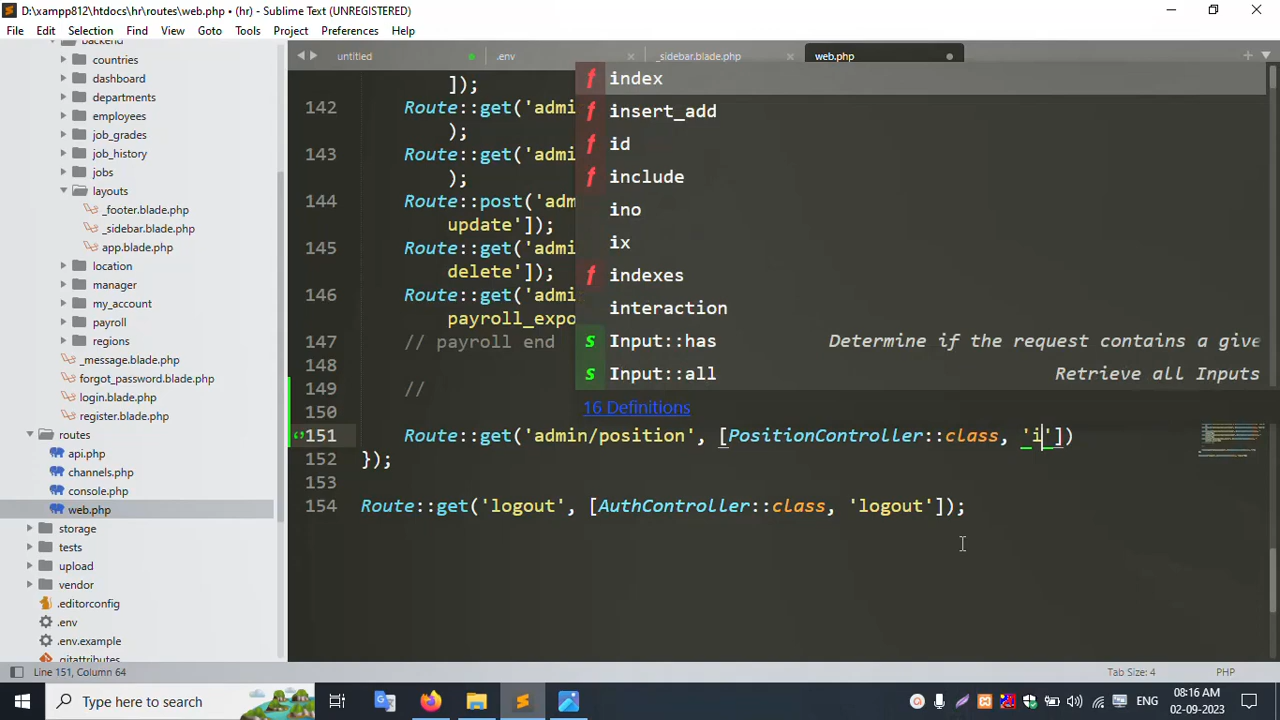 D:\xampp812\htdocs\hr\routes\web.php • (hr) - Sublime Text (UNREGISTERED)
File Edit Selection Find View Goto Tools Project Preferences Help
untitled .env _sidebar.blade.php web.php
backend
countries
dashboard
departments
employees
job_grades
job_history
jobs
layouts
_footer.blade.php
_sidebar.blade.php
app.blade.php
location
manager
my_account
payroll
regions
_message.blade.php
forgot_password.blade.php
login.blade.php
register.blade.php
routes
api.php
channels.php
console.php
web.php
storage
tests
upload
vendor
.editorconfig
.env
.env.example
.gitattributes
]);
142 Route::get('admi
);
143 Route::get('admi
);
144 Route::post('adm
update']);
145 Route::get('admi
delete']);
146 Route::get('admi
payroll_expo
147 // payroll end
148
149 //
150
151 Route::get('admin/position', [PositionController::class, 'i'])
152 });
153
154 Route::get('logout', [AuthController::class, 'logout']);
f index
f insert_add
f id
f include
ino
ix
f indexes
interaction
s Input::has Determine if the request contains a give
s Input::all Retrieve all Inputs
16 Definitions
Line 151, Column 64 Tab Size: 4 PHP
Type here to search
ENG
08:16 AM
02-09-2023